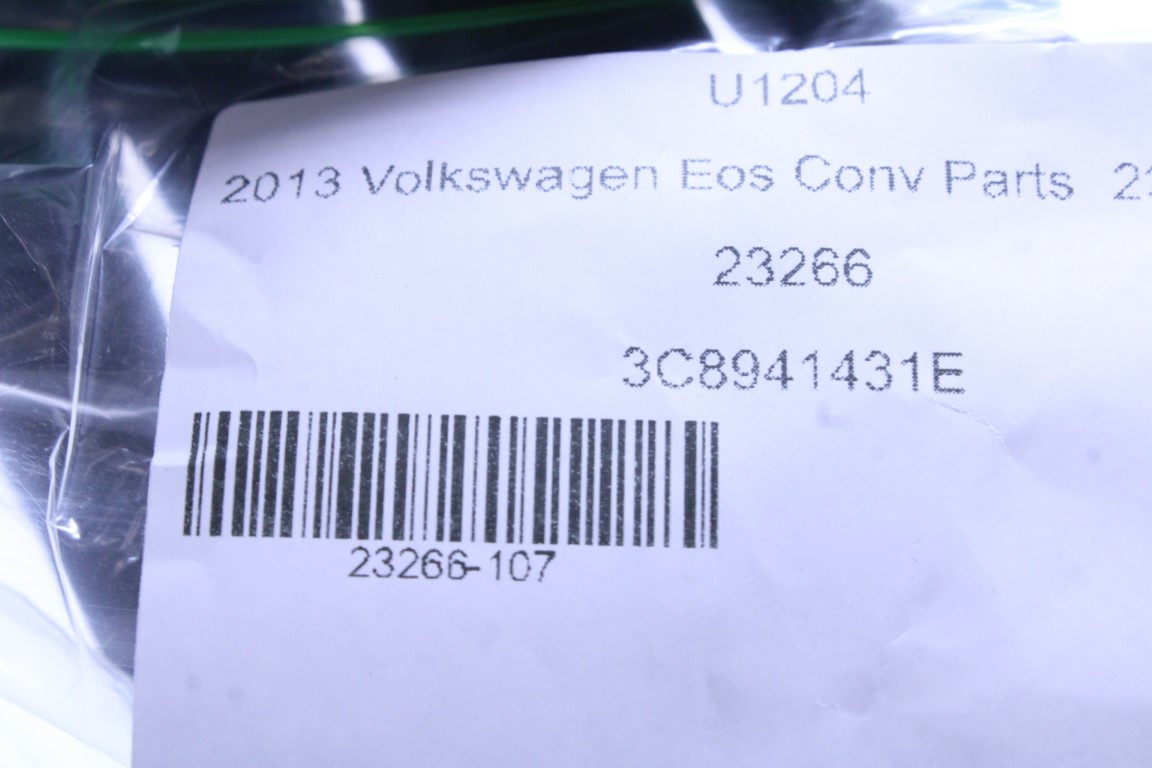 U1204
2013 Volkswagen Eos Conv Parts
23266
3C8941431E
23266-107